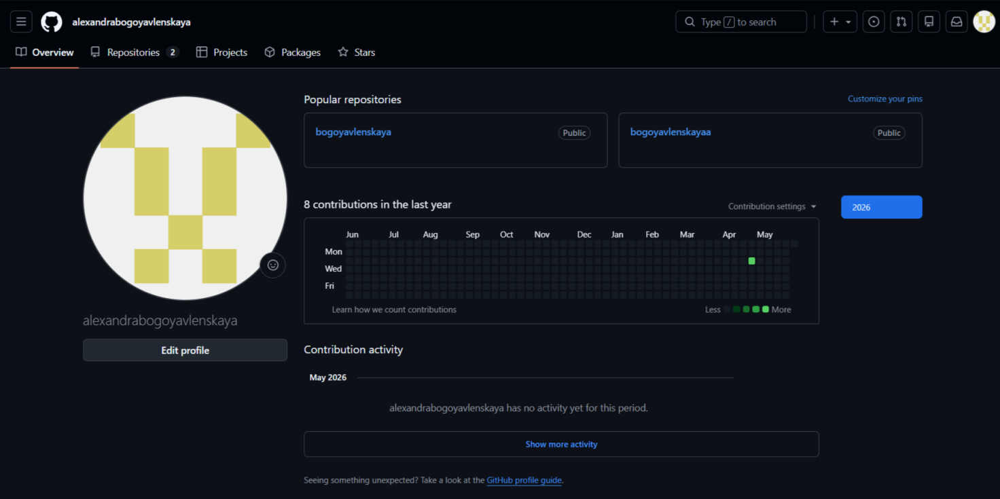 alexandrabogoyavlenskaya
Type / to search
Overview Repositories 2 Projects Packages Stars
Popular repositories
Customize your pins
bogoyavlenskaya Public
bogoyavlenskayaa Public
8 contributions in the last year
Contribution settings
2026
Jun Jul Aug Sep Oct Nov Dec Jan Feb Mar Apr May
Mon
Wed
Fri
Learn how we count contributions
Less More
alexandrabogoyavlenskaya
Edit profile
Contribution activity
May 2026
alexandrabogoyavlenskaya has no activity yet for this period.
Show more activity
Seeing something unexpected? Take a look at the GitHub profile guide.